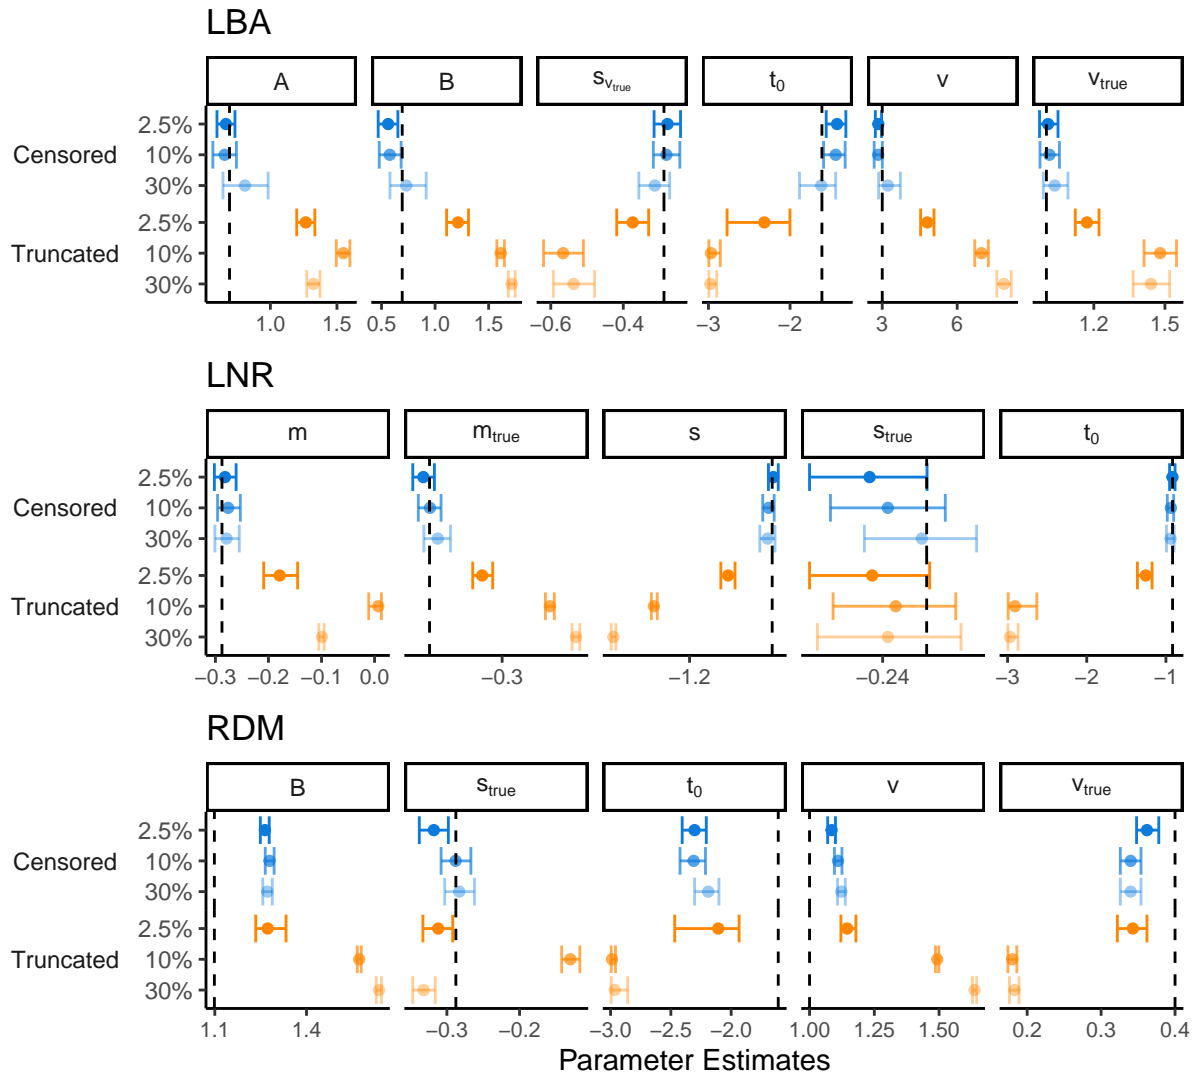 LBA
A B s_v_true t₀ v v_true
2.5%
Censored 10%
30%
2.5%
Truncated 10%
30%
1.0 1.5 0.5 1.0 1.5 −0.6 −0.4 −3 −2 3 6 1.2 1.5
LNR
m m_true s s_true t₀
2.5%
Censored 10%
30%
2.5%
Truncated 10%
30%
−0.3 −0.2 −0.1 0.0 −0.3 −1.2 −0.24 −3 −2 −1
RDM
B s_true t₀ v v_true
2.5%
Censored 10%
30%
2.5%
Truncated 10%
30%
1.1 1.4 −0.3 −0.2 −3.0 −2.0 1.00 1.25 1.50 0.2 0.3 0.4
Parameter Estimates